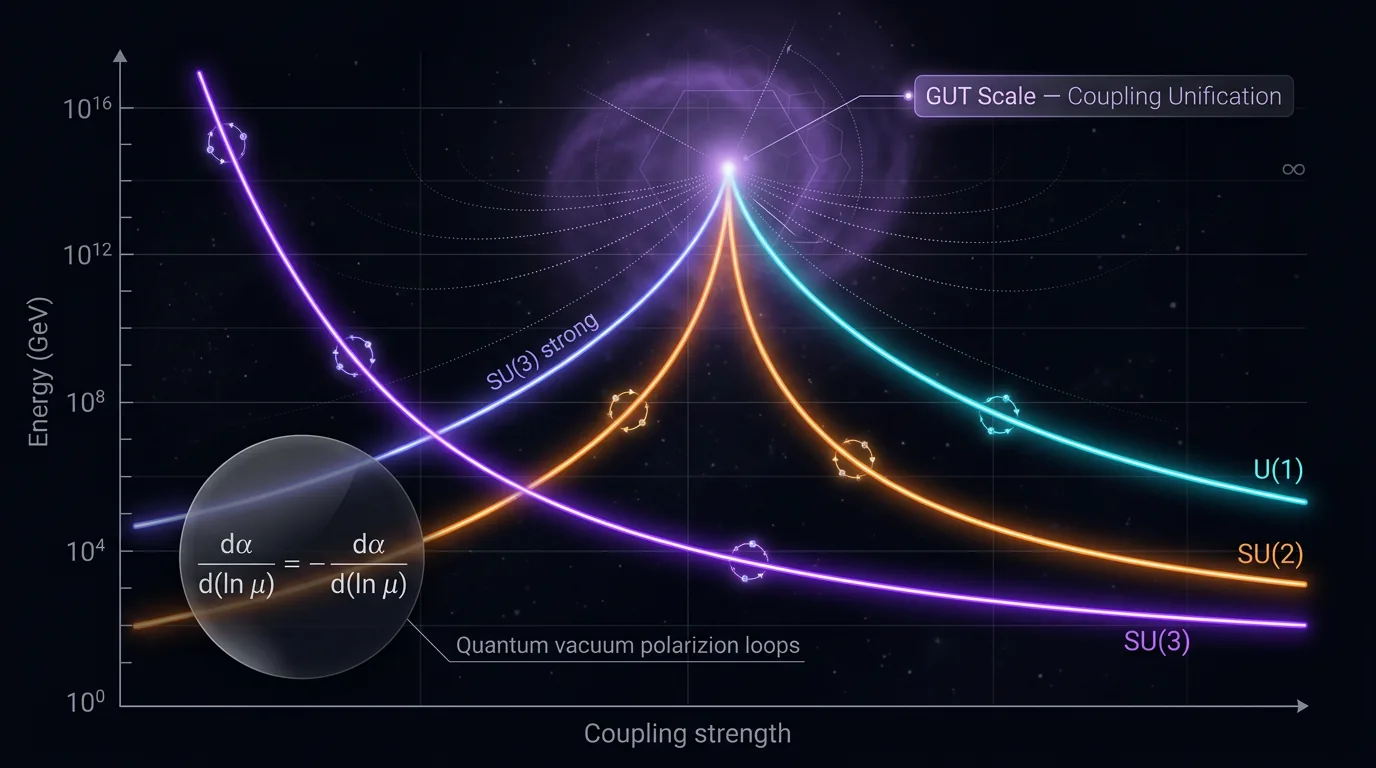 GUT Scale — Coupling Unification
10¹⁶
∞
10¹²
SU(3) strong
10⁸
Energy (GeV)
U(1)
dα/d(ln μ) = − dα/d(ln μ)
10⁴
SU(2)
Quantum vacuum polarizion loops
SU(3)
10⁰
Coupling strength